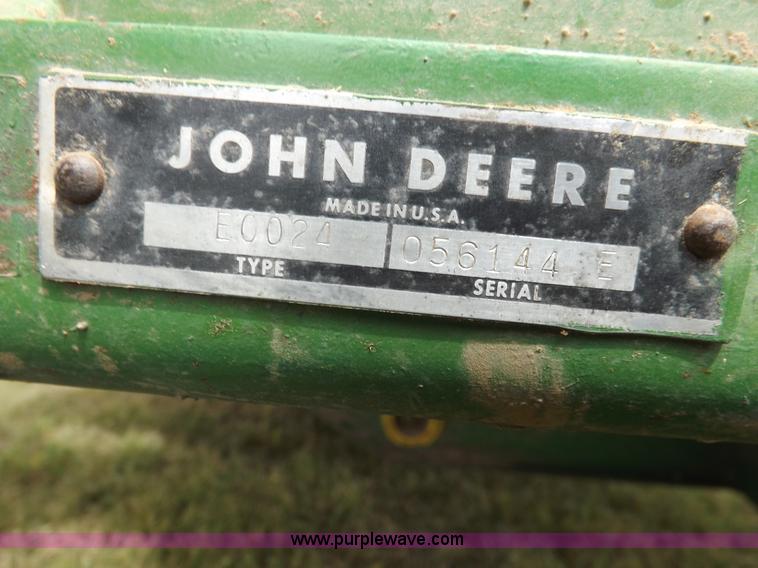 JOHN DEERE
MADE IN U.S.A.
E0024 056144 E
TYPE SERIAL
www.purplewave.com